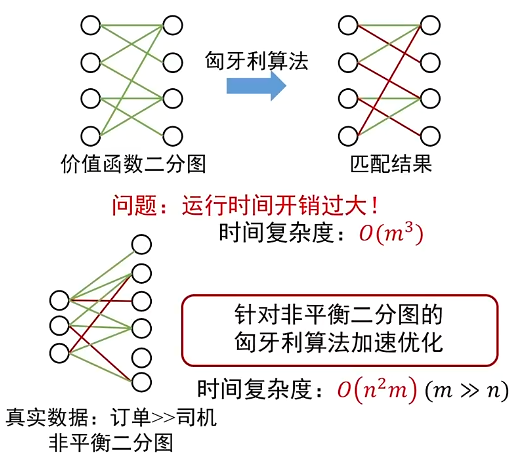 匈牙利算法
价值函数二分图
匹配结果
问题：运行时间开销过大！
时间复杂度：O(m³)
针对非平衡二分图的
匈牙利算法加速优化
时间复杂度：O(n²m) (m ≫ n)
真实数据：订单>>司机
非平衡二分图